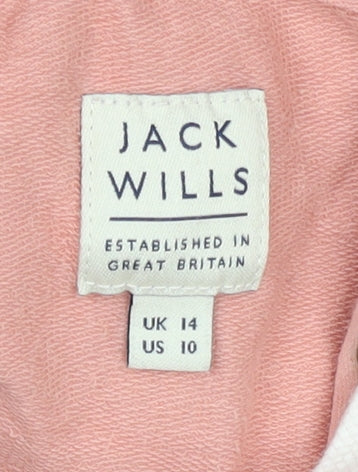 JACK
WILLS
ESTABLISHED IN
GREAT BRITAIN
UK 14
US 10